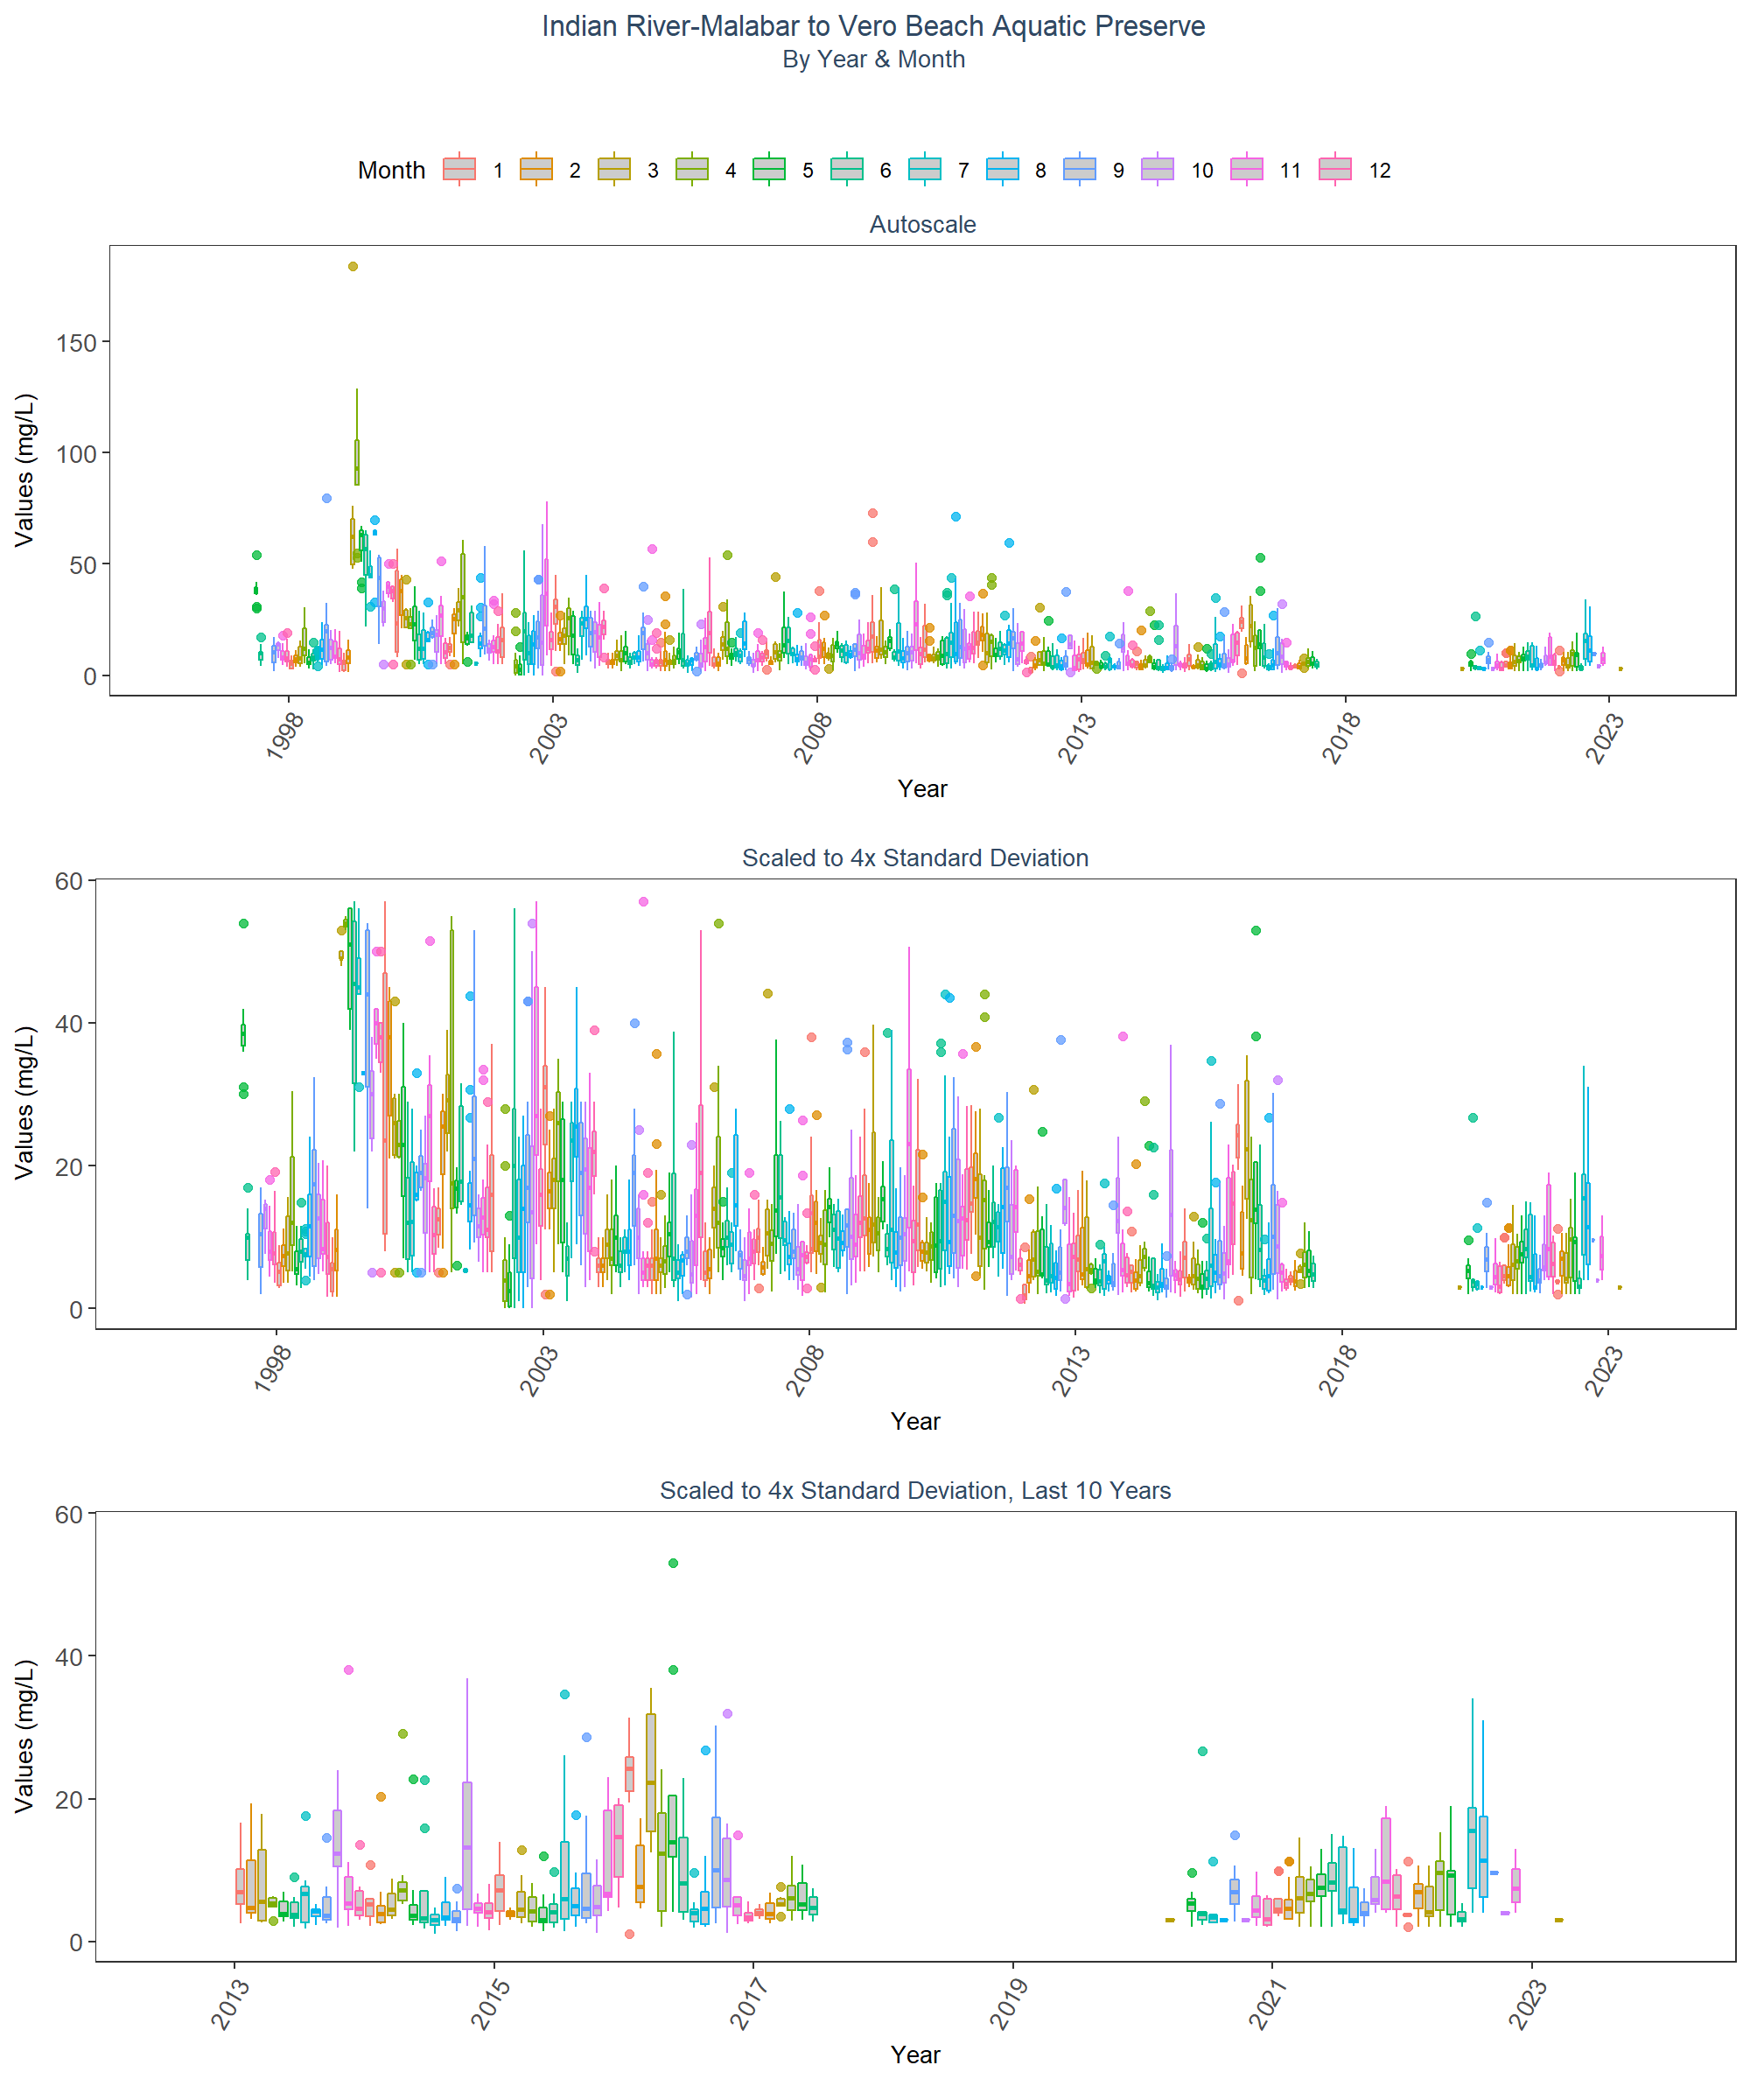 Indian River-Malabar to Vero Beach Aquatic Preserve
By Year & Month
Month 1 2 3 4 5 6 7 8 9 10 11 12
Autoscale
Values (mg/L)
150
100
50
0
1998 2003 2008 2013 2018 2023
Year
Scaled to 4x Standard Deviation
Values (mg/L)
60
40
20
0
1998 2003 2008 2013 2018 2023
Year
Scaled to 4x Standard Deviation, Last 10 Years
Values (mg/L)
60
40
20
0
2013 2015 2017 2019 2021 2023
Year